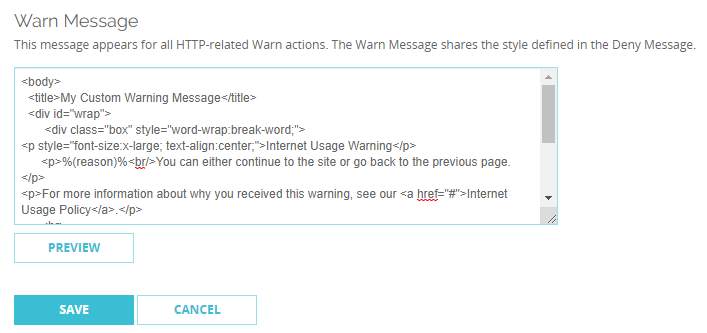 Warn Message
This message appears for all HTTP-related Warn actions. The Warn Message shares the style defined in the Deny Message.
<body>
<title>My Custom Warning Message</title>
<div id="wrap">
<div class="box" style="word-wrap:break-word;">
<p style="font-size:x-large; text-align:center;">Internet Usage Warning</p>
<p>%(reason)%<br/>You can either continue to the site or go back to the previous page.
</p>
<p>For more information about why you received this warning, see our <a href="#">Internet
Usage Policy</a>.</p>
PREVIEW
SAVE
CANCEL